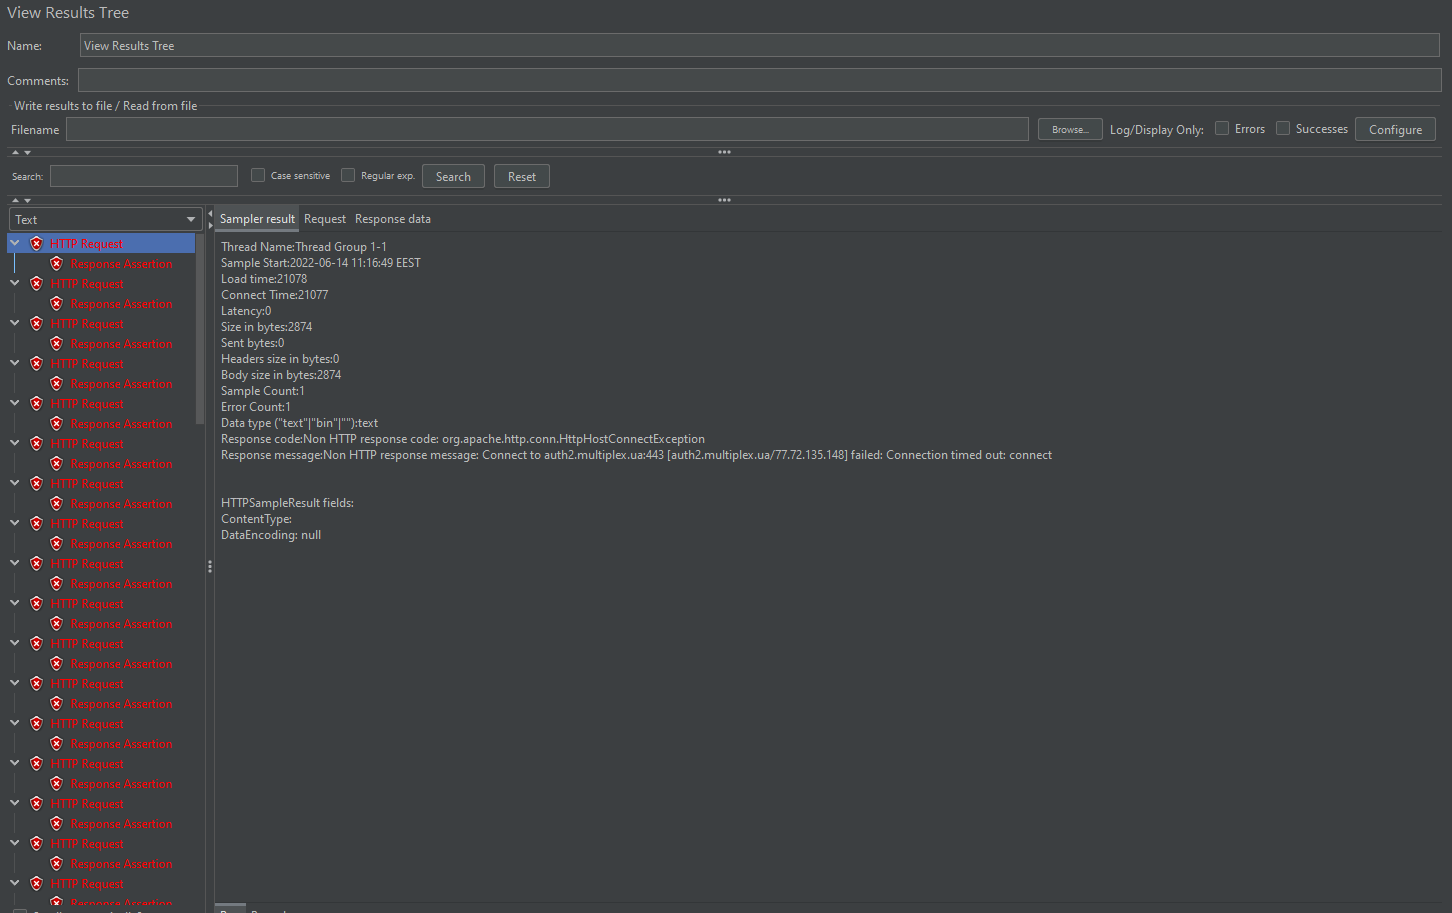 View Results Tree
Name: View Results Tree
Comments:
Write results to file / Read from file
Filename Browse... Log/Display Only: Errors Successes Configure
Search: Case sensitive Regular exp. Search Reset
Text
Sampler result Request Response data
HTTP Request
Response Assertion
HTTP Request
Response Assertion
HTTP Request
Response Assertion
HTTP Request
Response Assertion
HTTP Request
Response Assertion
HTTP Request
Response Assertion
HTTP Request
Response Assertion
HTTP Request
Response Assertion
HTTP Request
Response Assertion
HTTP Request
Response Assertion
HTTP Request
Response Assertion
HTTP Request
Response Assertion
HTTP Request
Response Assertion
HTTP Request
Response Assertion
HTTP Request
Response Assertion
HTTP Request
Response Assertion
HTTP Request
Response Assertion
Thread Name:Thread Group 1-1
Sample Start:2022-06-14 11:16:49 EEST
Load time:21078
Connect Time:21077
Latency:0
Size in bytes:2874
Sent bytes:0
Headers size in bytes:0
Body size in bytes:2874
Sample Count:1
Error Count:1
Data type ("text"|"bin"|""):text
Response code:Non HTTP response code: org.apache.http.conn.HttpHostConnectException
Response message:Non HTTP response message: Connect to auth2.multiplex.ua:443 [auth2.multiplex.ua/77.72.135.148] failed: Connection timed out: connect
HTTPSampleResult fields:
ContentType:
DataEncoding: null